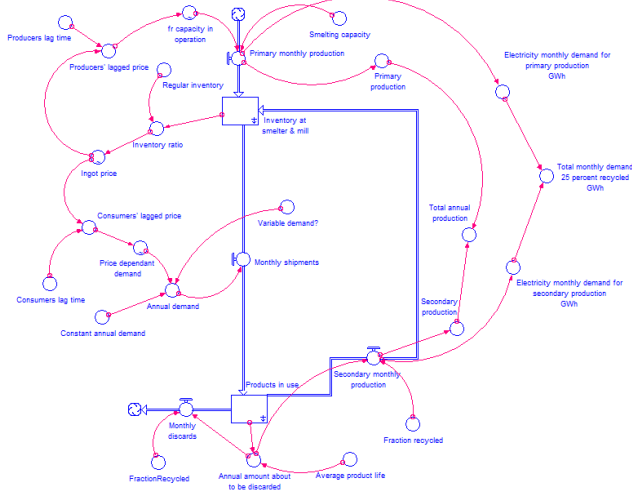 Producers lag time
fr capacity in
operation
Smelting capacity
Producers' lagged price
Primary monthly production
Electricity monthly demand for
primary production
GWh
Regular inventory
Primary
production
Inventory at
smelter & mill
Inventory ratio
Ingot price
Total monthly demand
25 percent recycled
GWh
Consumers' lagged price
Variable demand?
Total annual
production
Price dependant
demand
Monthly shipments
Consumers lag time
Annual demand
Electricity monthly demand for
secondary production
GWh
Secondary
production
Constant annual demand
Secondary monthly
production
Products in use
Monthly
discards
Fraction recycled
FractionRecycled
Annual amount about
to be discarded
Average product life